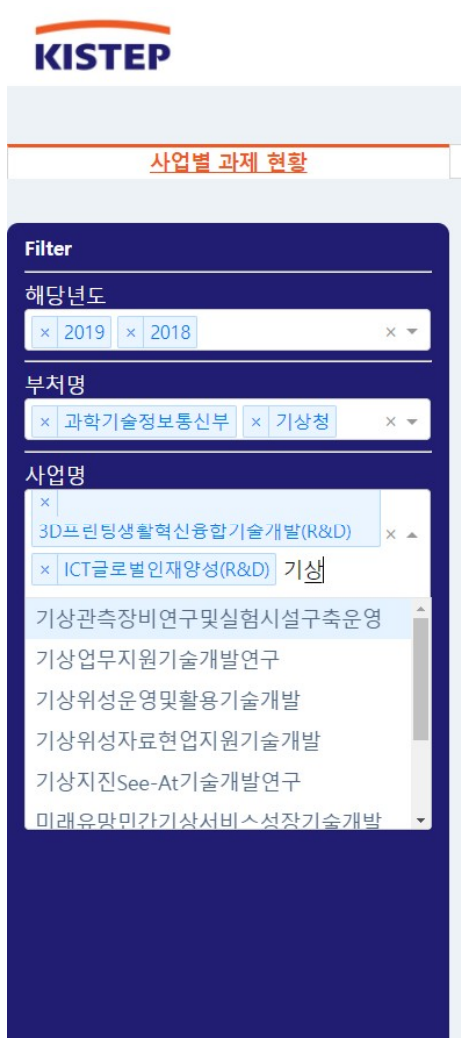 KISTEP
사업별 과제 현황
Filter
해당년도
× 2019 × 2018 ×
부처명
× 과학기술정보통신부 × 기상청 ×
사업명
×
3D프린팅생활혁신융합기술개발(R&D) ×
× ICT글로벌인재양성(R&D) 기상
기상관측장비연구및실험시설구축운영
기상업무지원기술개발연구
기상위성운영및활용기술개발
기상위성자료현업지원기술개발
기상지진See-At기술개발연구
미래유망민간기상서비스성장기술개발